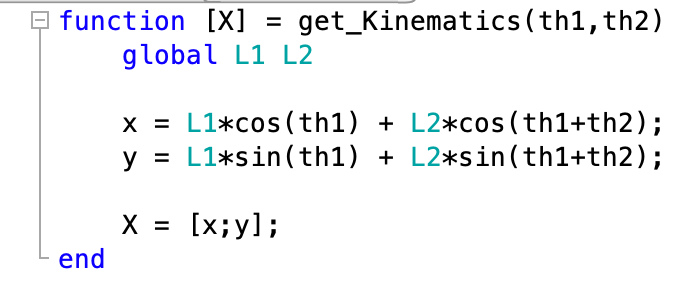 function [X] = get_Kinematics(th1,th2)
global L1 L2
x = L1*cos(th1) + L2*cos(th1+th2);
y = L1*sin(th1) + L2*sin(th1+th2);
X = [x;y];
end